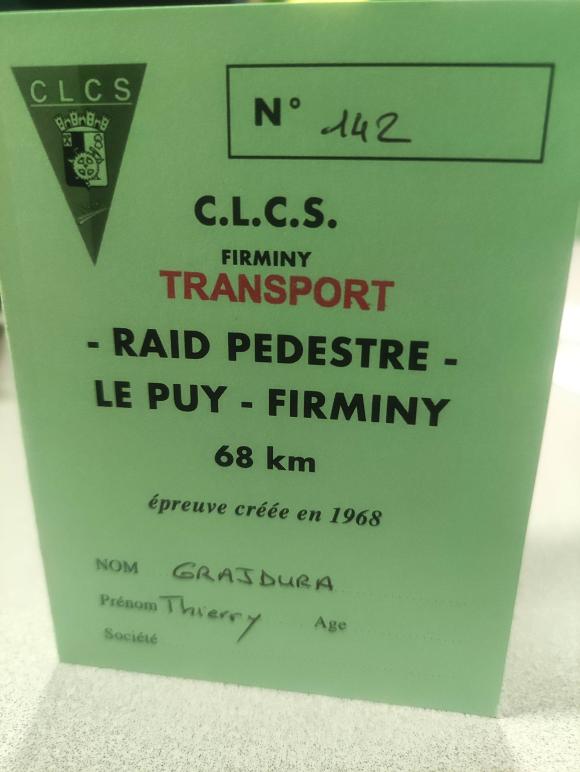 CLCS
N° 142
C.L.C.S.
FIRMINY
TRANSPORT
- RAID PEDESTRE -
LE PUY - FIRMINY
68 km
épreuve créée en 1968
NOM GRAJDURA
Prénom Thierry Age
Société